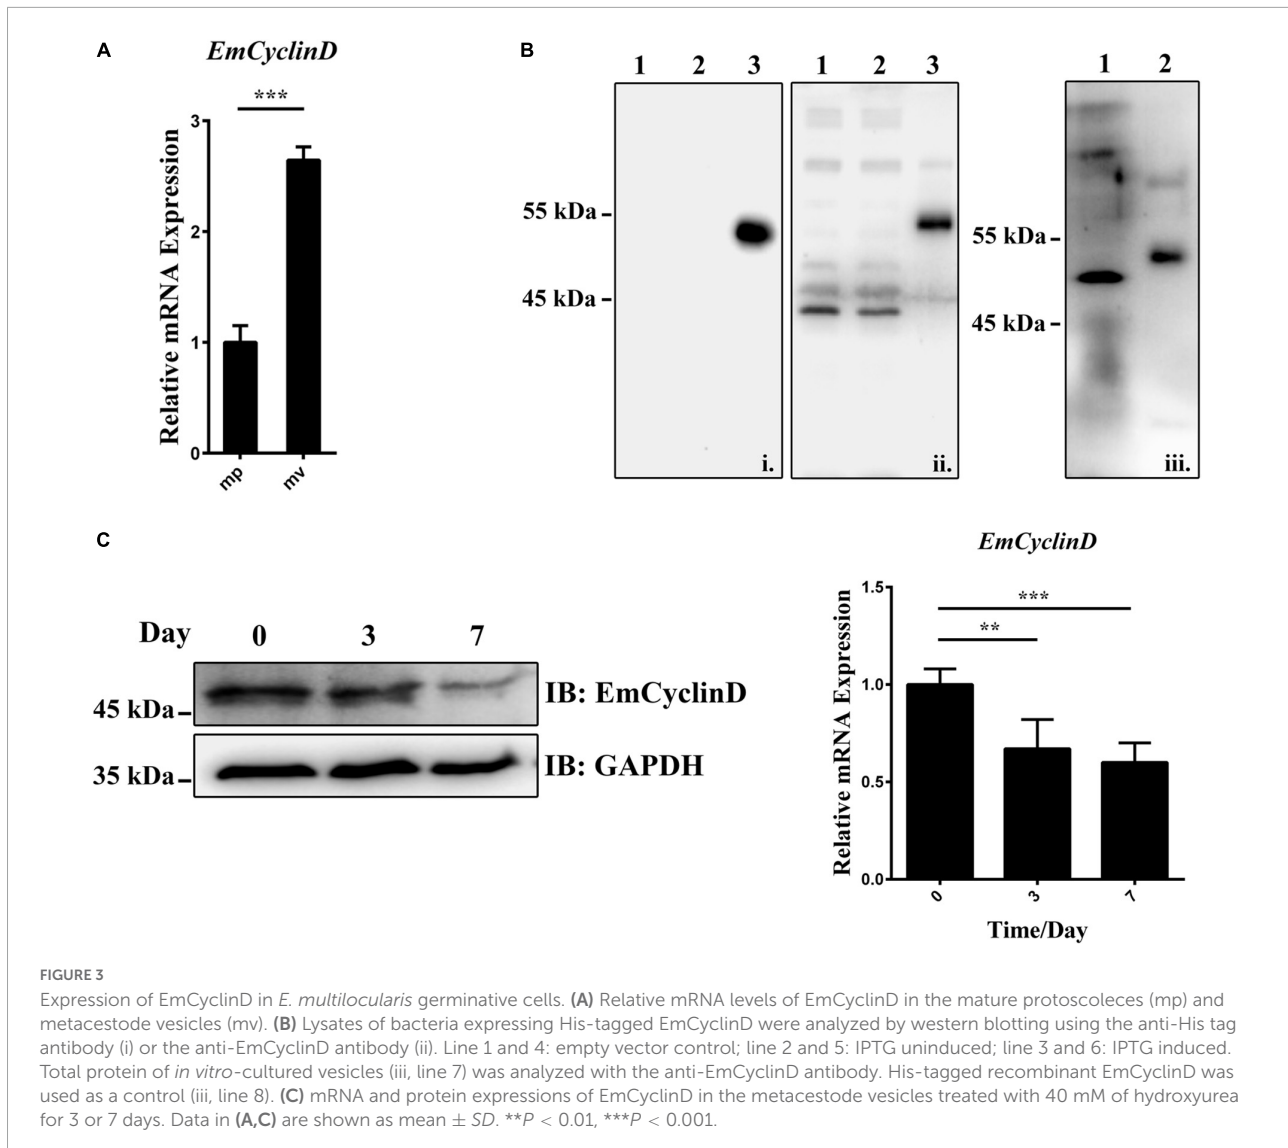 A
EmCyclinD
***
Relative mRNA Expression
3
2
1
0
mp
mv
B
1 2 3
1 2 3
1 2
55 kDa
45 kDa
55 kDa
45 kDa
i.
ii.
iii.
C
Day 0 3 7
45 kDa
IB: EmCyclinD
35 kDa
IB: GAPDH
EmCyclinD
***
**
Relative mRNA Expression
1.5
1.0
0.5
0.0
0
3
7
Time/Day
FIGURE 3
Expression of EmCyclinD in E. multilocularis germinative cells. (A) Relative mRNA levels of EmCyclinD in the mature protoscoleces (mp) and
metacestode vesicles (mv). (B) Lysates of bacteria expressing His-tagged EmCyclinD were analyzed by western blotting using the anti-His tag
antibody (i) or the anti-EmCyclinD antibody (ii). Line 1 and 4: empty vector control; line 2 and 5: IPTG uninduced; line 3 and 6: IPTG induced.
Total protein of in vitro-cultured vesicles (iii, line 7) was analyzed with the anti-EmCyclinD antibody. His-tagged recombinant EmCyclinD was
used as a control (iii, line 8). (C) mRNA and protein expressions of EmCyclinD in the metacestode vesicles treated with 40 mM of hydroxyurea
for 3 or 7 days. Data in (A,C) are shown as mean ± SD. **P < 0.01, ***P < 0.001.